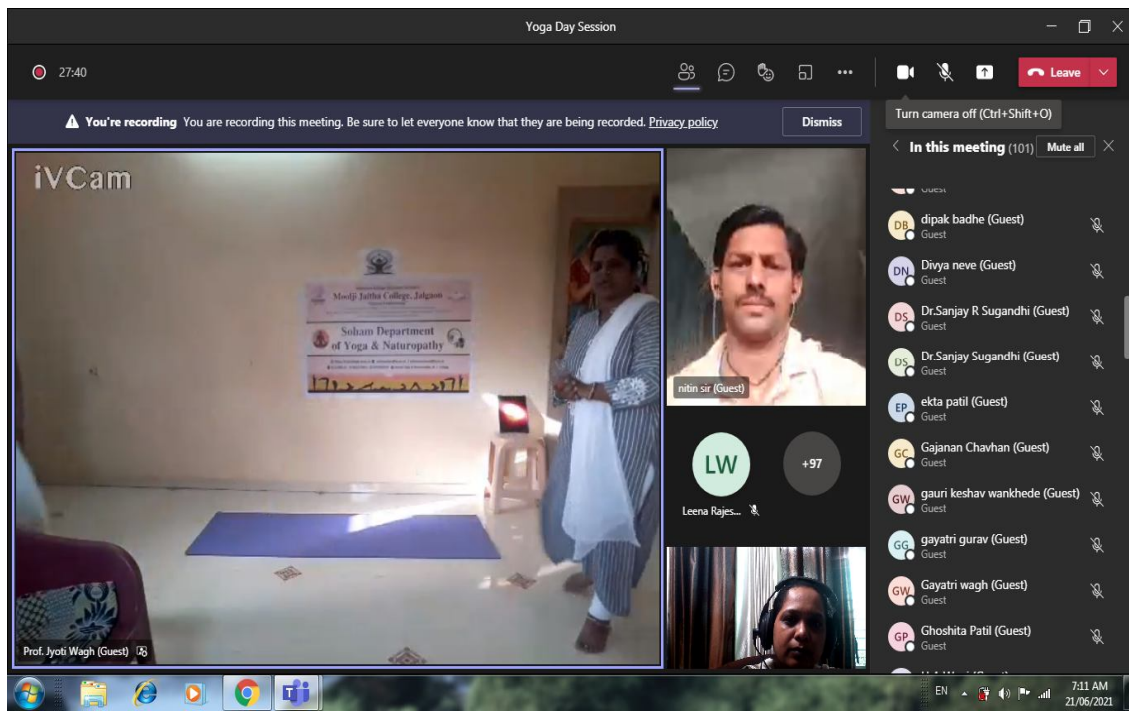 Yoga Day Session
27:40
Leave
You're recording You are recording this meeting. Be sure to let everyone know that they are being recorded. Privacy policy
Dismiss
Turn camera off (Ctrl+Shift+O)
In this meeting (101)
Mute all
iVCam
Moolji Jaitha College, Jalgaon
Soham Department
of Yoga & Naturopathy
Prof. Jyoti Wagh (Guest)
nitin sir (Guest)
LW
+97
Leena Rajes...
Guest
DB
dipak badhe (Guest)
Guest
DN
Divya neve (Guest)
Guest
DS
Dr.Sanjay R Sugandhi (Guest)
Guest
DS
Dr.Sanjay Sugandhi (Guest)
Guest
EP
ekta patil (Guest)
Guest
GC
Gajanan Chavhan (Guest)
Guest
GW
gauri keshav wankhede (Guest)
Guest
GG
gayatri gurav (Guest)
Guest
GW
Gayatri wagh (Guest)
Guest
GP
Ghoshita Patil (Guest)
Guest
EN
7:11 AM
21/06/2021